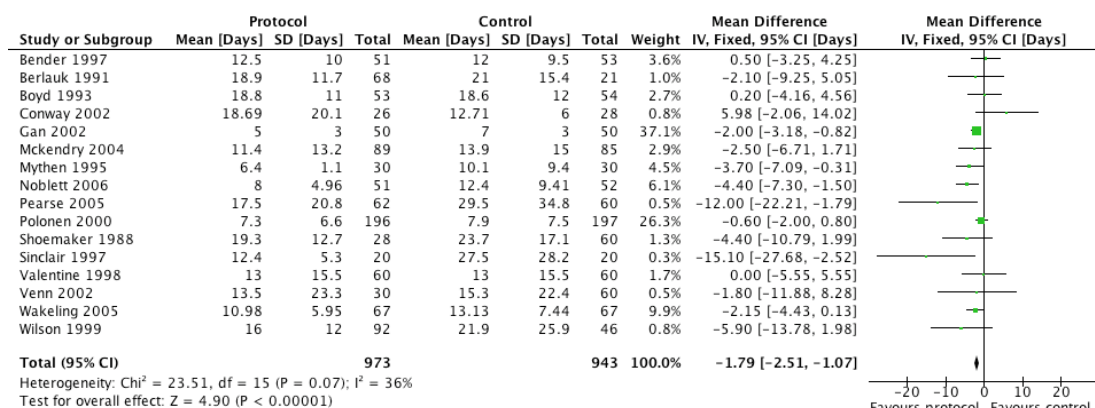 Protocol Control Mean Difference Mean Difference
Study or Subgroup Mean [Days] SD [Days] Total Mean [Days] SD [Days] Total Weight IV, Fixed, 95% CI [Days] IV, Fixed, 95% CI [Days]
Bender 1997 12.5 10 51 12 9.5 53 3.6% 0.50 [-3.25, 4.25]
Berlauk 1991 18.9 11.7 68 21 15.4 21 1.0% -2.10 [-9.25, 5.05]
Boyd 1993 18.8 11 53 18.6 12 54 2.7% 0.20 [-4.16, 4.56]
Conway 2002 18.69 20.1 26 12.71 6 28 0.8% 5.98 [-2.06, 14.02]
Gan 2002 5 3 50 7 3 50 37.1% -2.00 [-3.18, -0.82]
Mckendry 2004 11.4 13.2 89 13.9 15 85 2.9% -2.50 [-6.71, 1.71]
Mythen 1995 6.4 1.1 30 10.1 9.4 30 4.5% -3.70 [-7.09, -0.31]
Noblett 2006 8 4.96 51 12.4 9.41 52 6.1% -4.40 [-7.30, -1.50]
Pearse 2005 17.5 20.8 62 29.5 34.8 60 0.5% -12.00 [-22.21, -1.79]
Polonen 2000 7.3 6.6 196 7.9 7.5 197 26.3% -0.60 [-2.00, 0.80]
Shoemaker 1988 19.3 12.7 28 23.7 17.1 60 1.3% -4.40 [-10.79, 1.99]
Sinclair 1997 12.4 5.3 20 27.5 28.2 20 0.3% -15.10 [-27.68, -2.52]
Valentine 1998 13 15.5 60 13 15.5 60 1.7% 0.00 [-5.55, 5.55]
Venn 2002 13.5 23.3 30 15.3 22.4 60 0.5% -1.80 [-11.88, 8.28]
Wakeling 2005 10.98 5.95 67 13.13 7.44 67 9.9% -2.15 [-4.43, 0.13]
Wilson 1999 16 12 92 21.9 25.9 46 0.8% -5.90 [-13.78, 1.98]
Total (95% CI) 973 943 100.0% -1.79 [-2.51, -1.07]
Heterogeneity: Chi² = 23.51, df = 15 (P = 0.07); I² = 36%
Test for overall effect: Z = 4.90 (P < 0.00001)
-20 -10 0 10 20
Favours protocol Favours control